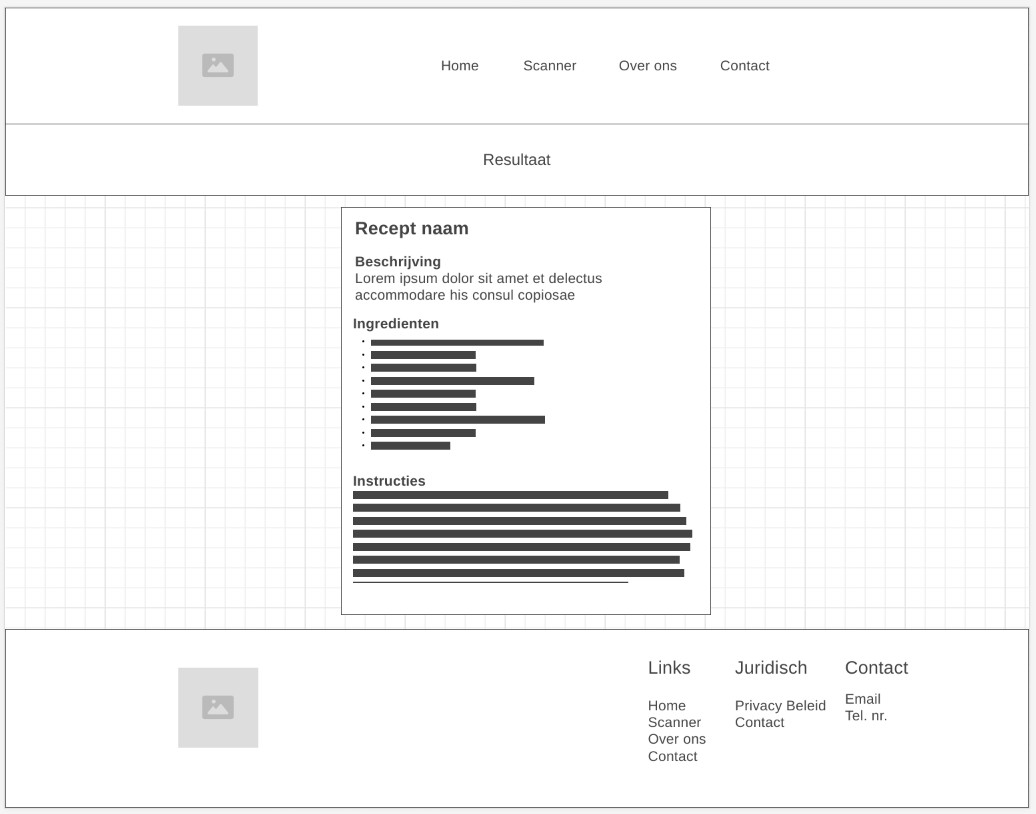 Home
Scanner
Over ons
Contact
Resultaat
Recept naam
Beschrijving
Lorem ipsum dolor sit amet et delectus
accommodare his consul copiosae
Ingredienten
Instructies
Links
Home
Scanner
Over ons
Contact
Juridisch
Privacy Beleid
Contact
Contact
Email
Tel. nr.